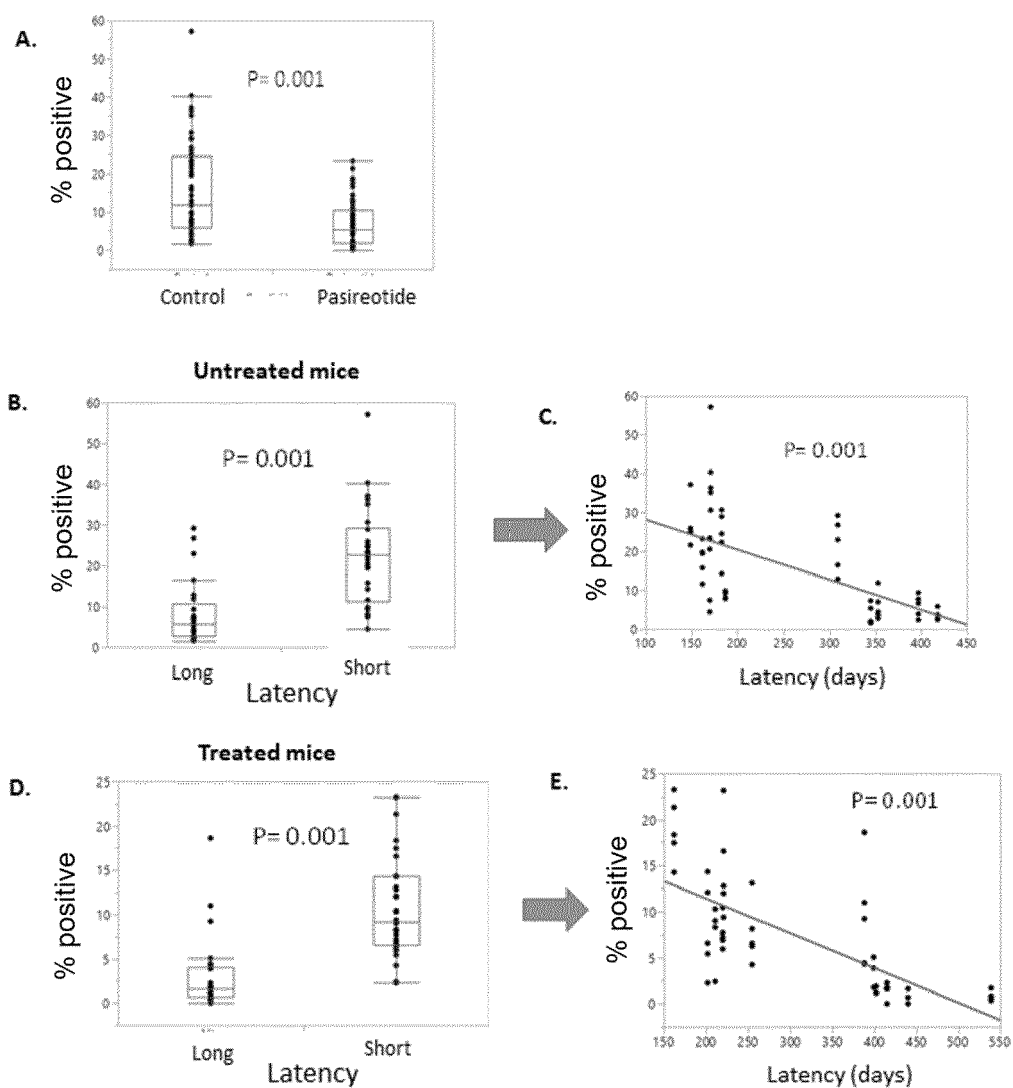 A.
60
50
40
30
20
10
0
% positive
P= 0.001
Control
Pasireotide
Untreated mice
B.
60
50
40
30
20
10
0
% positive
P= 0.001
Long
Short
Latency
C.
60
50
40
30
20
10
0
% positive
P= 0.001
100 150 200 250 300 350 400 450
Latency (days)
Treated mice
D.
25
20
15
10
5
0
% positive
P= 0.001
Long
Short
Latency
E.
25
20
15
10
5
0
% positive
P= 0.001
150 200 250 300 350 400 450 500 550
Latency (days)